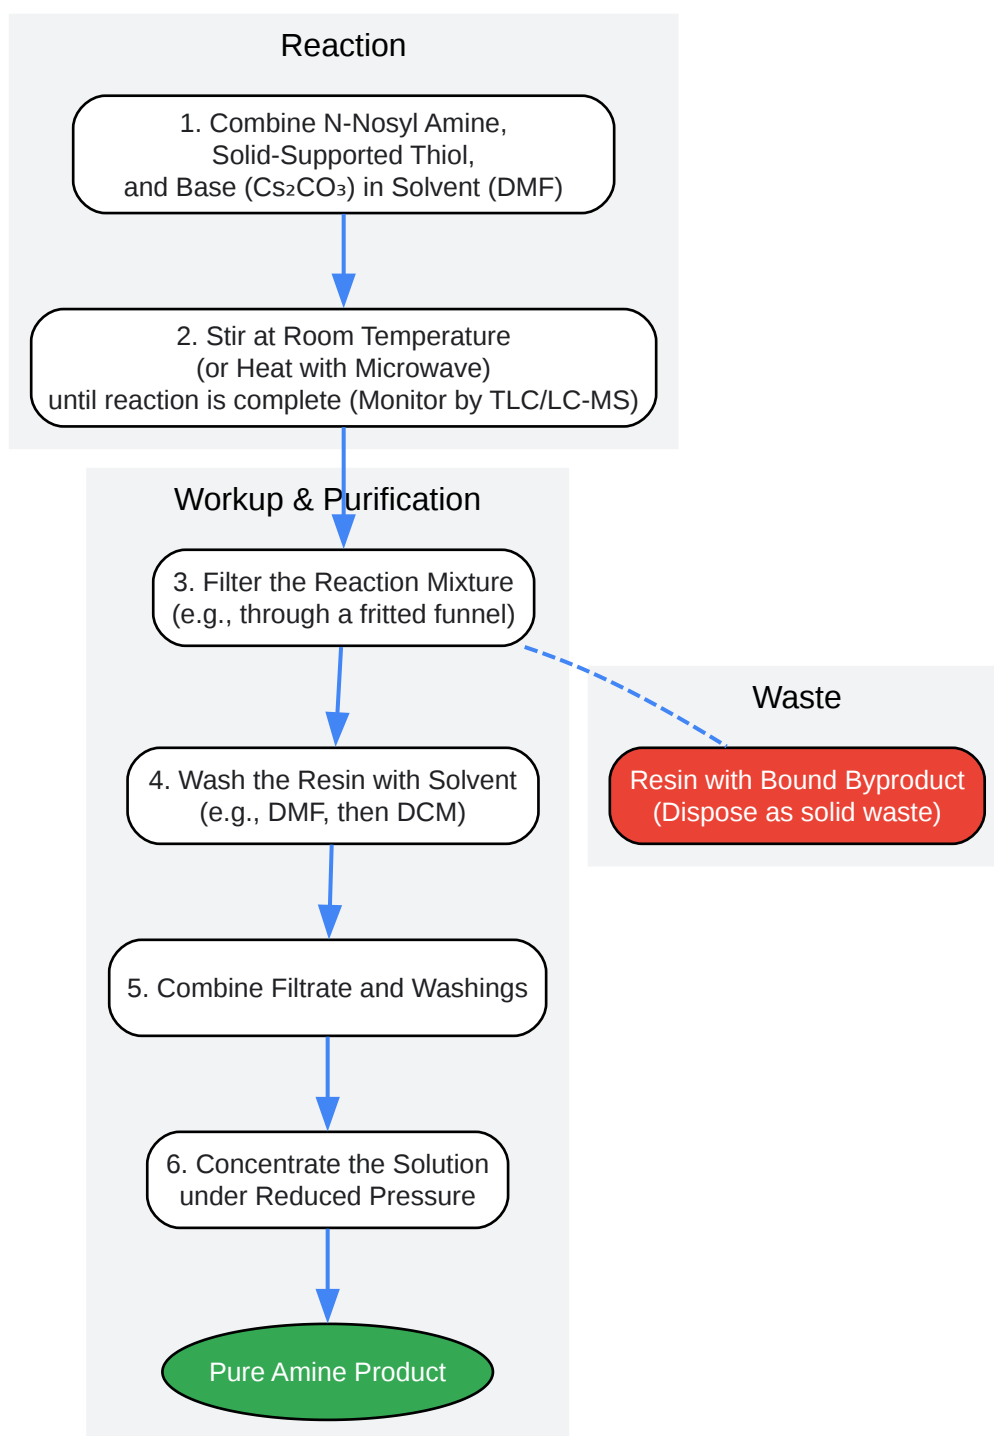 Reaction
1. Combine N-Nosyl Amine,
Solid-Supported Thiol,
and Base (Cs₂CO₃) in Solvent (DMF)
2. Stir at Room Temperature
(or Heat with Microwave)
until reaction is complete (Monitor by TLC/LC-MS)
Workup & Purification
3. Filter the Reaction Mixture
(e.g., through a fritted funnel)
Waste
4. Wash the Resin with Solvent
(e.g., DMF, then DCM)
Resin with Bound Byproduct
(Dispose as solid waste)
5. Combine Filtrate and Washings
6. Concentrate the Solution
under Reduced Pressure
Pure Amine Product